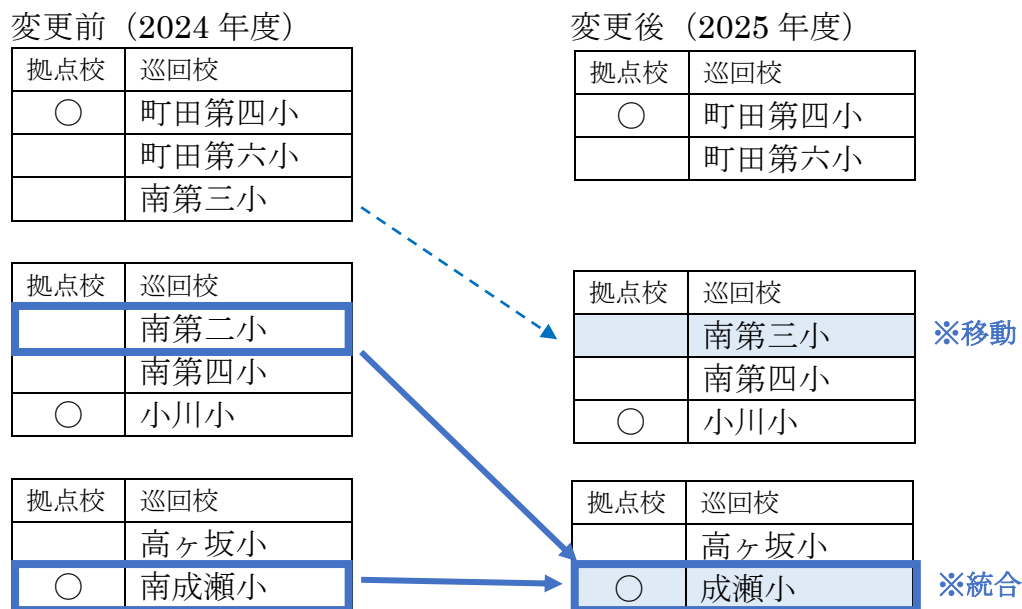 変更前（2024 年度）
拠点校 巡回校
○ 町田第四小
町田第六小
南第三小
拠点校 巡回校
南第二小
南第四小
○ 小川小
拠点校 巡回校
高ヶ坂小
○ 南成瀬小
変更後（2025 年度）
拠点校 巡回校
○ 町田第四小
町田第六小
拠点校 巡回校
南第三小 ※移動
南第四小
○ 小川小
拠点校 巡回校
高ヶ坂小
○ 成瀬小 ※統合